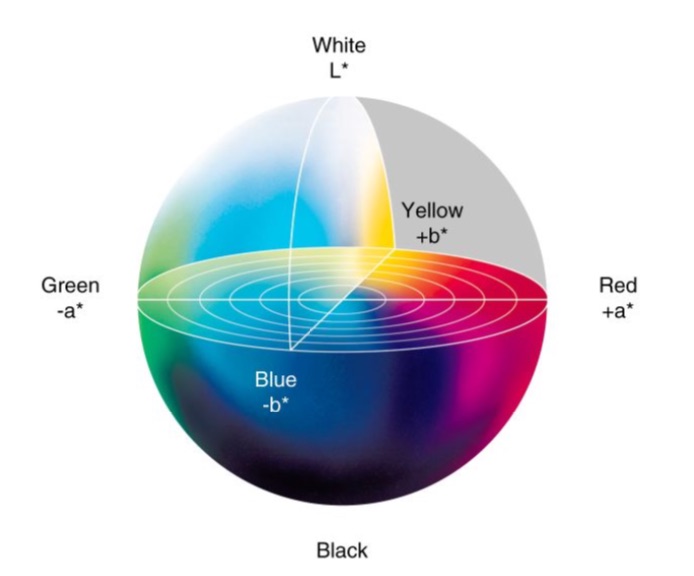 White
L*
Yellow
+b*
Green
-a*
Red
+a*
Blue
-b*
Black